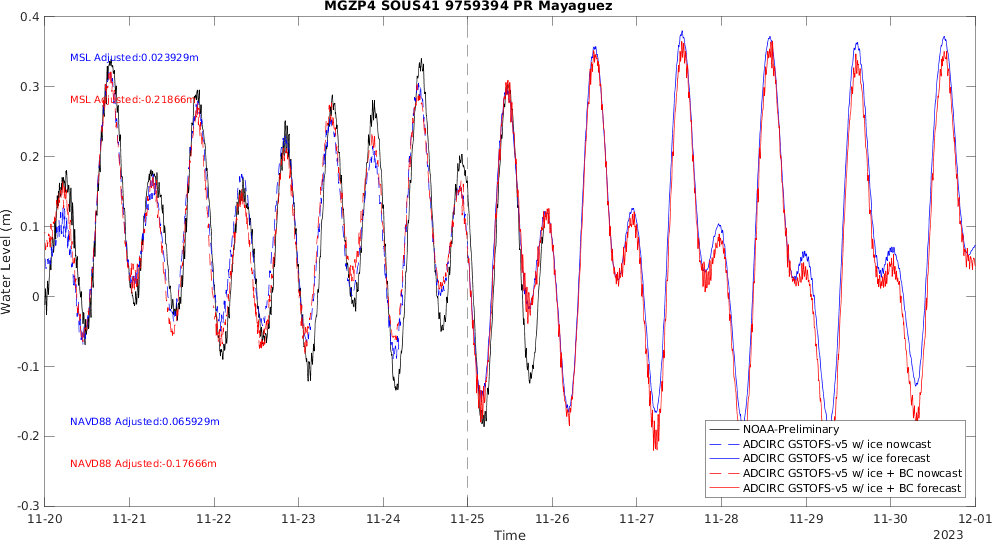 MGZP4 SOUS41 9759394 PR Mayaguez
0.4
0.3
0.2
0.1
0
-0.1
-0.2
-0.3
Water Level (m)
MSL Adjusted:0.023929m
MSL Adjusted:-0.21866m
NAVD88 Adjusted:0.065929m
NAVD88 Adjusted:-0.17666m
NOAA-Preliminary
ADCIRC GSTOFS-v5 w/ ice nowcast
ADCIRC GSTOFS-v5 w/ ice forecast
ADCIRC GSTOFS-v5 w/ ice + BC nowcast
ADCIRC GSTOFS-v5 w/ ice + BC forecast
11-20 11-21 11-22 11-23 11-24 11-25 11-26 11-27 11-28 11-29 11-30 12-01
Time
2023